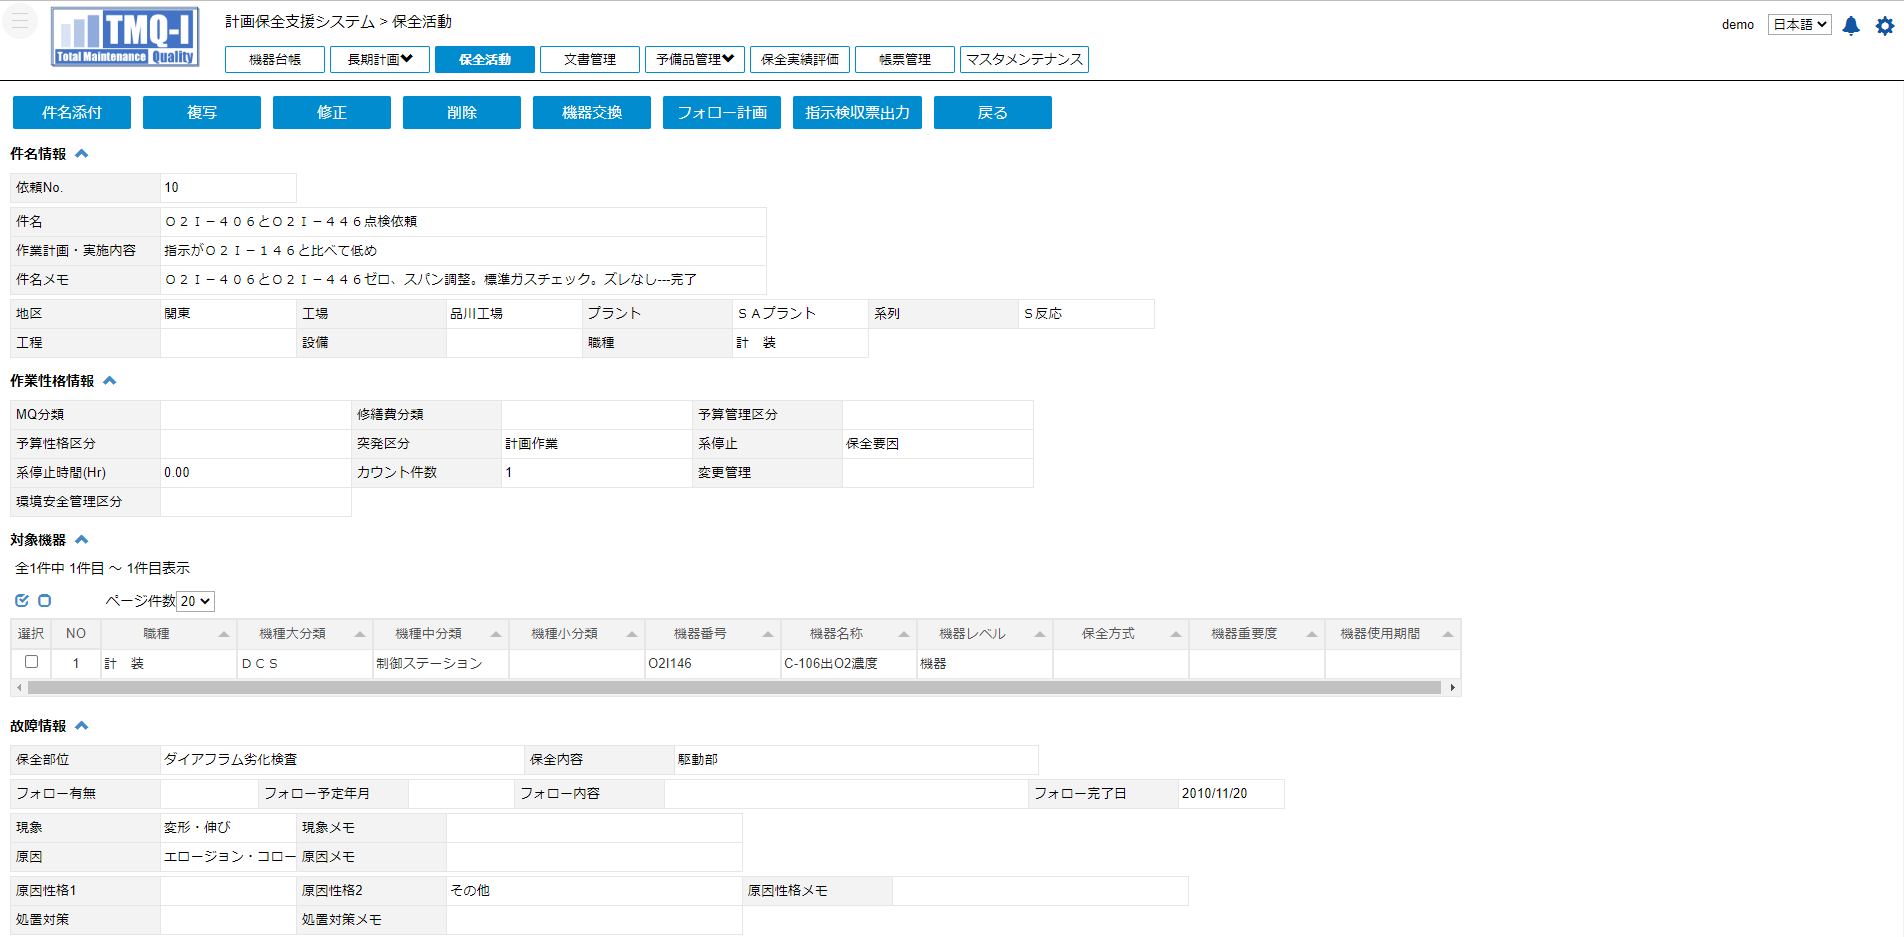 TMQ-I
Total Maintenance Quality
計画保全支援システム > 保全活動
demo 日本語
機器台帳 長期計画 保全活動 文書管理 予備品管理 保全実績評価 帳票管理 マスタメンテナンス
件名添付 複写 修正 削除 機器交換 フォロー計画 指示検収票出力 戻る
件名情報
依頼No. 10
件名 Ｏ２Ｉ－４０６とＯ２Ｉ－４４６点検依頼
作業計画・実施内容 指示がＯ２Ｉ－１４６と比べて低め
件名メモ Ｏ２Ｉ－４０６とＯ２Ｉ－４４６ゼロ、スパン調整。標準ガスチェック。ズレなし---完了
地区 関東 工場 品川工場 プラント ＳＡプラント 系列 Ｓ反応
工程 設備 職種 計　装
作業性格情報
MQ分類 修繕費分類 予算管理区分
予算性格区分 突発区分 計画作業 系停止 保全要因
系停止時間(Hr) 0.00 カウント件数 1 変更管理
環境安全管理区分
対象機器
全1件中 1件目 ～ 1件目表示
ページ件数 20
選択 NO 職種 機種大分類 機種中分類 機種小分類 機器番号 機器名称 機器レベル 保全方式 機器重要度 機器使用期間
1 計　装 ＤＣＳ 制御ステーション O2I146 C-106出O2濃度 機器
故障情報
保全部位 ダイアフラム劣化検査 保全内容 駆動部
フォロー有無 フォロー予定年月 フォロー内容 フォロー完了日 2010/11/20
現象 変形・伸び 現象メモ
原因 エロージョン・コロー 原因メモ
原因性格1 原因性格2 その他 原因性格メモ
処置対策 処置対策メモ